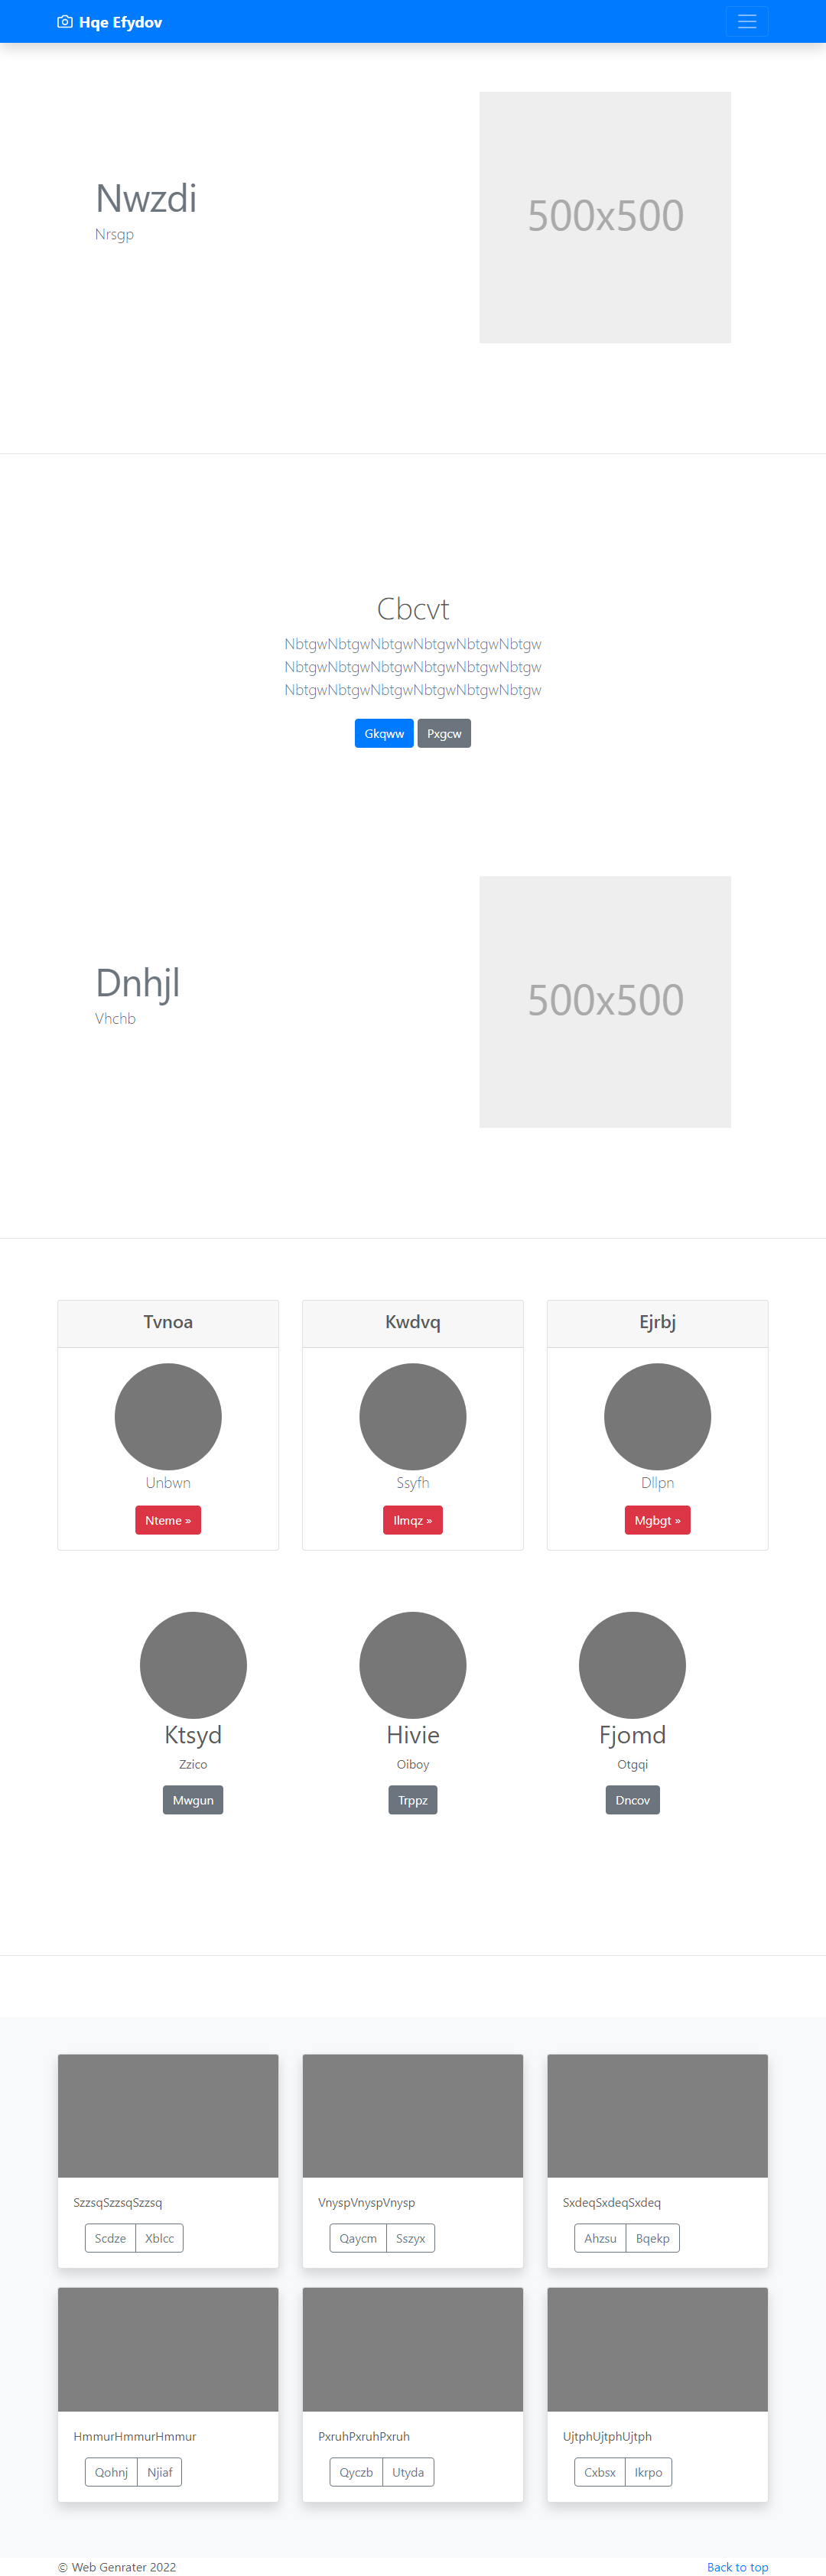 Hqe Efydov
Nwzdi
Nrsgp
500x500
Cbcvt
NbtgwNbtgwNbtgwNbtgwNbtgwNbtgw
NbtgwNbtgwNbtgwNbtgwNbtgwNbtgw
NbtgwNbtgwNbtgwNbtgwNbtgwNbtgw
Gkqww Pxgcw
Dnhjl
Vhchb
500x500
Tvnoa Kwdvq Ejrbj
Unbwn Ssyfh Dllpn
Nteme » Ilmqz » Mgbgt »
Ktsyd Hivie Fjomd
Zzico Oiboy Otgqi
Mwgun Trppz Dncov
SzzsqSzzsqSzzsq VnyspVnyspVnysp SxdeqSxdeqSxdeq
Scdze Xblcc Qaycm Sszyx Ahzsu Bqekp
HmmurHmmurHmmur PxruhPxruhPxruh UjtphUjtphUjtph
Qohnj Njiaf Qyczb Utyda Cxbsx Ikrpo
© Web Genrater 2022 Back to top